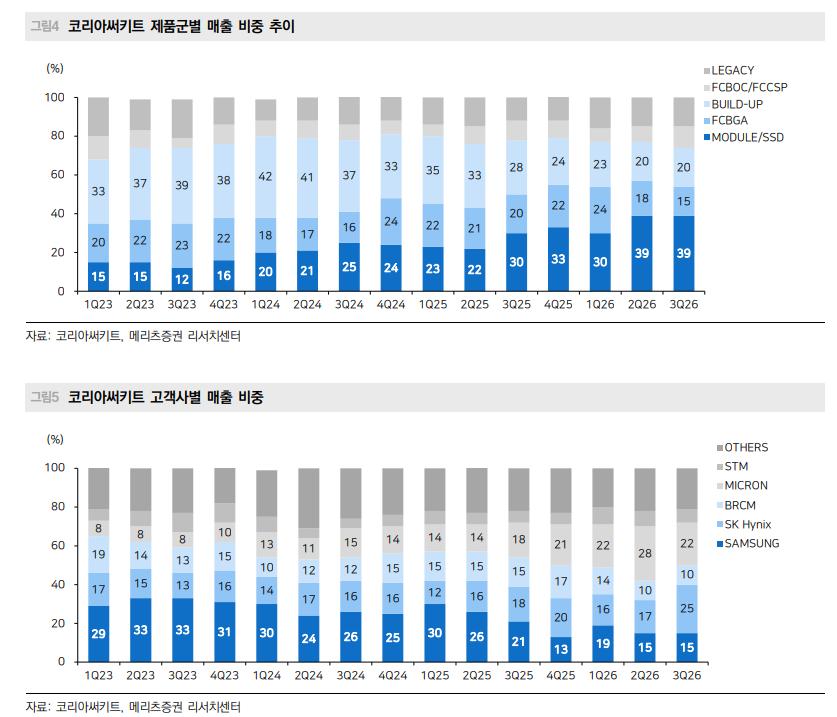 그림4 코리아써키트 제품군별 매출 비중 추이
(%)
LEGACY
FCBOC/FCCSP
BUILD-UP
FCBGA
MODULE/SSD
100
80
60
40
20
0
33 37 39 38 42 41 37 33 35 33 28 24 23 20 20
20 22 23 22 18 17 16 24 22 21 20 22 24 18 15
15 15 12 16 20 21 25 24 23 22 30 33 30 39 39
1Q23 2Q23 3Q23 4Q23 1Q24 2Q24 3Q24 4Q24 1Q25 2Q25 3Q25 4Q25 1Q26 2Q26 3Q26
자료: 코리아써키트, 메리츠증권 리서치센터
그림5 코리아써키트 고객사별 매출 비중
(%)
OTHERS
STM
MICRON
BRCM
SK Hynix
SAMSUNG
100
80
60
40
20
0
8 8 8 10 13 11 15 14 14 14 18 21 22 28 22
19 14 13 15 10 12 12 15 15 15 15 17 14 10 10
17 15 13 16 14 17 16 16 12 16 18 20 16 17 25
29 33 33 31 30 24 26 25 30 26 21 13 19 15 15
1Q23 2Q23 3Q23 4Q23 1Q24 2Q24 3Q24 4Q24 1Q25 2Q25 3Q25 4Q25 1Q26 2Q26 3Q26
자료: 코리아써키트, 메리츠증권 리서치센터